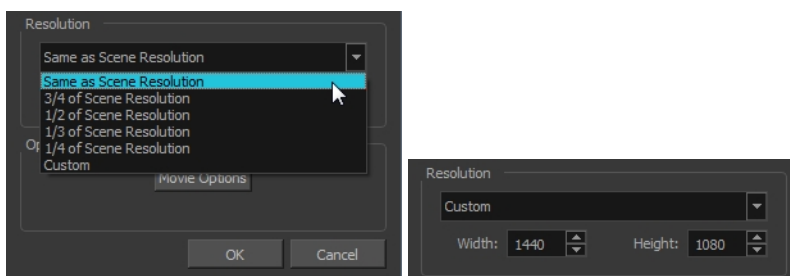 Resolution
Same as Scene Resolution
Same as Scene Resolution
3/4 of Scene Resolution
1/2 of Scene Resolution
1/3 of Scene Resolution
1/4 of Scene Resolution
Custom
Op
Movie Options
OK
Cancel
Resolution
Custom
Width: 1440 Height: 1080